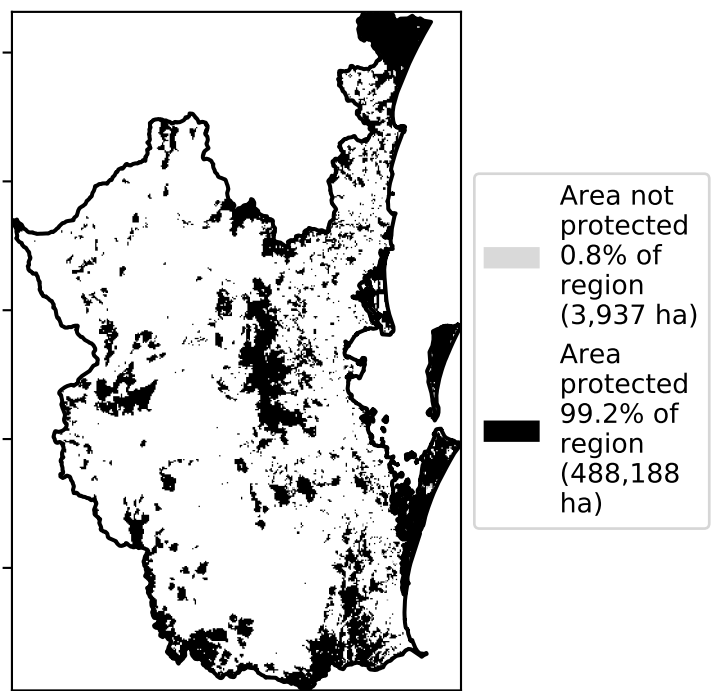 Area not
protected
0.8% of
region
(3,937 ha)
Area
protected
99.2% of
region
(488,188
ha)